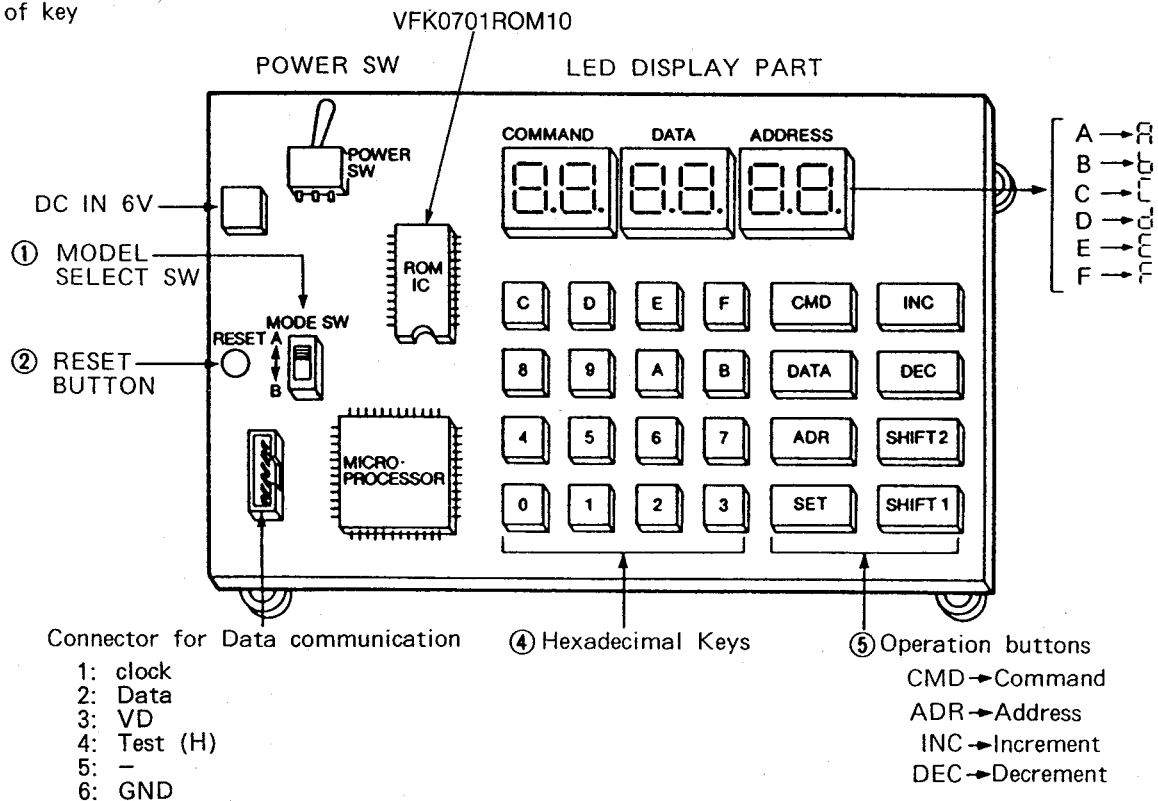 of key
VFK0701ROM10
POWER SW
LED DISPLAY PART
COMMAND DATA ADDRESS
POWER
SW
DC IN 6V
① MODEL
SELECT SW
ROM
IC
A →
B →
C →
D →
E →
F →
MODE SW
RESET A
B
② RESET
BUTTON
C D E F CMD INC
8 9 A B DATA DEC
4 5 6 7 ADR SHIFT 2
0 1 2 3 SET SHIFT 1
MICRO-
PROCESSOR
Connector for Data communication
1: clock
2: Data
3: VD
4: Test (H)
5: –
6: GND
④ Hexadecimal Keys
⑤ Operation buttons
CMD → Command
ADR → Address
INC → Increment
DEC → Decrement